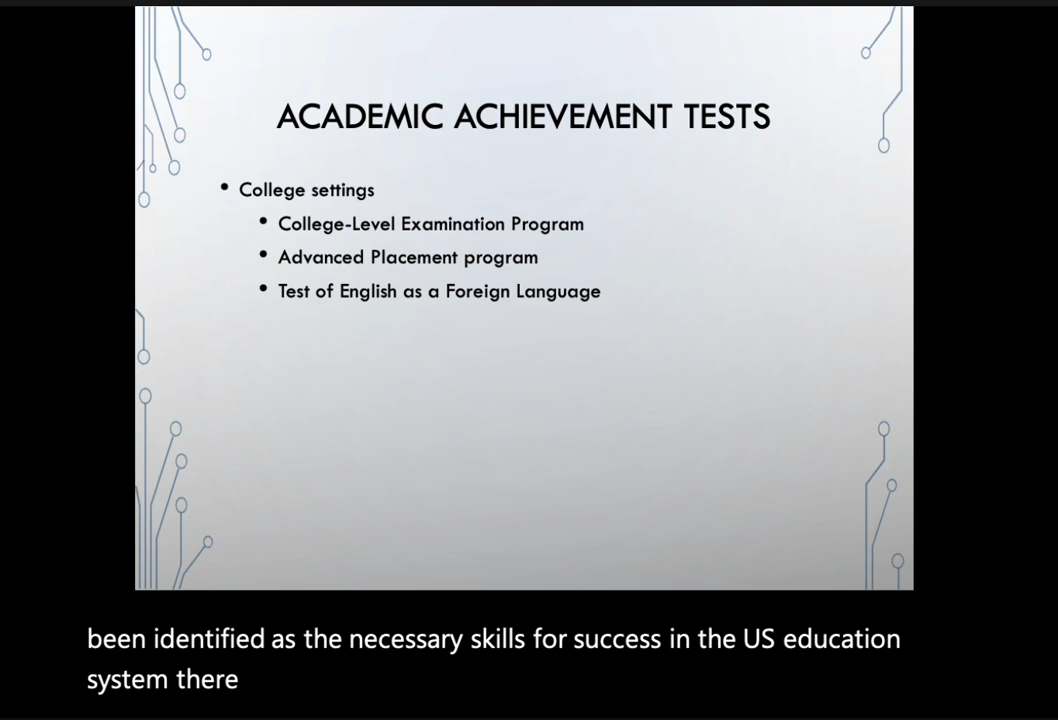 ACADEMIC ACHIEVEMENT TESTS
• College settings
• College-Level Examination Program
• Advanced Placement program
• Test of English as a Foreign Language
been identified as the necessary skills for success in the US education
system there